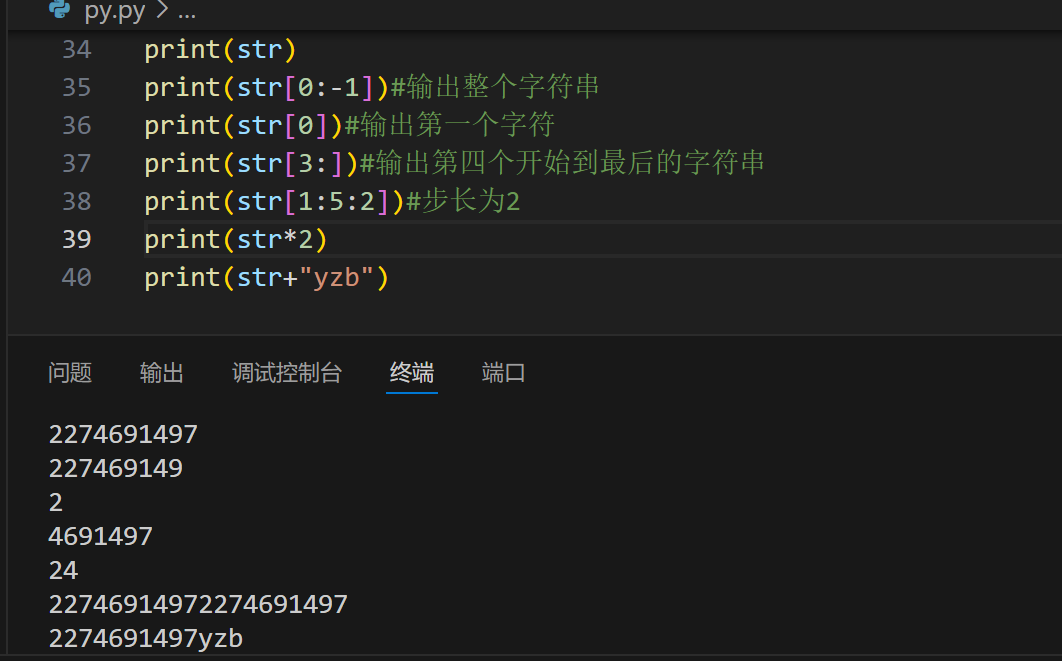 py.py > ...
34 print(str)
35 print(str[0:-1])#输出整个字符串
36 print(str[0])#输出第一个字符
37 print(str[3:])#输出第四个开始到最后的字符串
38 print(str[1:5:2])#步长为2
39 print(str*2)
40 print(str+"yzb")
问题 输出 调试控制台 终端 端口
2274691497
227469149
2
4691497
24
22746914972274691497
2274691497yzb